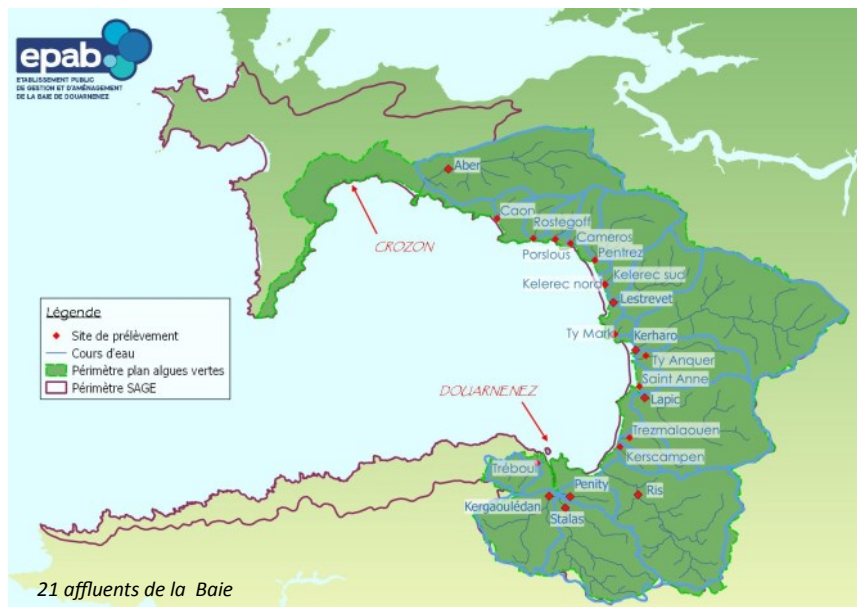 epab
ETABLISSEMENT PUBLIC
DE GESTION ET D'AMÉNAGEMENT
DE LA BAIE DE DOUARNENEZ
Aber
Caon
Rostegoff
CROZON
Cameros
Porslous
Pentrez
Kelerec sud
Kelerec nord
Lestrevet
Légende
Site de prélèvement
Cours d'eau
Périmètre plan algues vertes
Périmètre SAGE
Ty Mark
Kerharo
Ty Anquer
Saint Anne
DOUARNENEZ
Lapic
Trezmalaouen
Kerscampen
Tréboul
Penity
Ris
Kergaoulédan
Stalas
21 affluents de la Baie